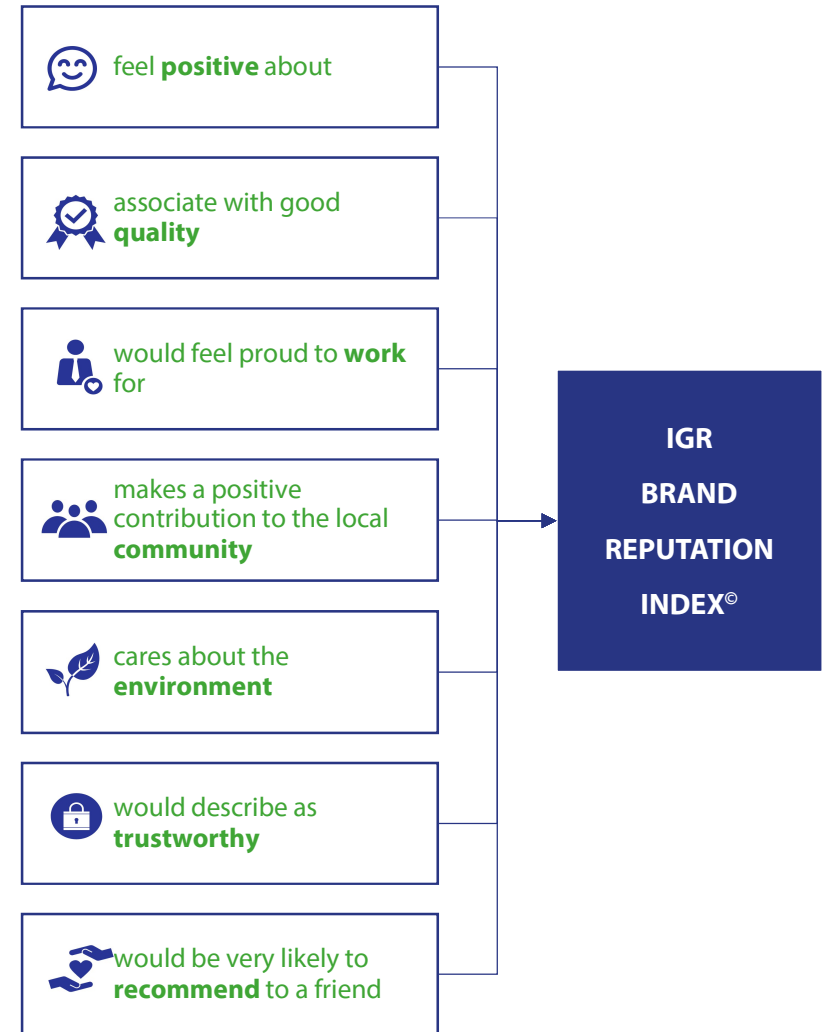 feel positive about
associate with good
quality
would feel proud to work
for
makes a positive
contribution to the local
community
cares about the
environment
would describe as
trustworthy
would be very likely to
recommend to a friend
IGR
BRAND
REPUTATION
INDEX©